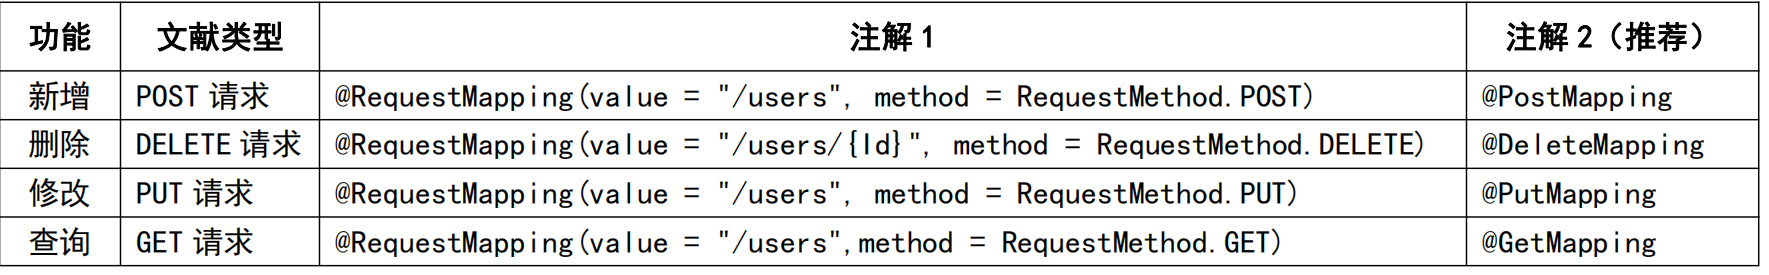 功能 文献类型 注解 1 注解 2（推荐）
新增 POST 请求 @RequestMapping(value = "/users", method = RequestMethod.POST) @PostMapping
删除 DELETE 请求 @RequestMapping(value = "/users/{Id}", method = RequestMethod.DELETE) @DeleteMapping
修改 PUT 请求 @RequestMapping(value = "/users", method = RequestMethod.PUT) @PutMapping
查询 GET 请求 @RequestMapping(value = "/users",method = RequestMethod.GET) @GetMapping